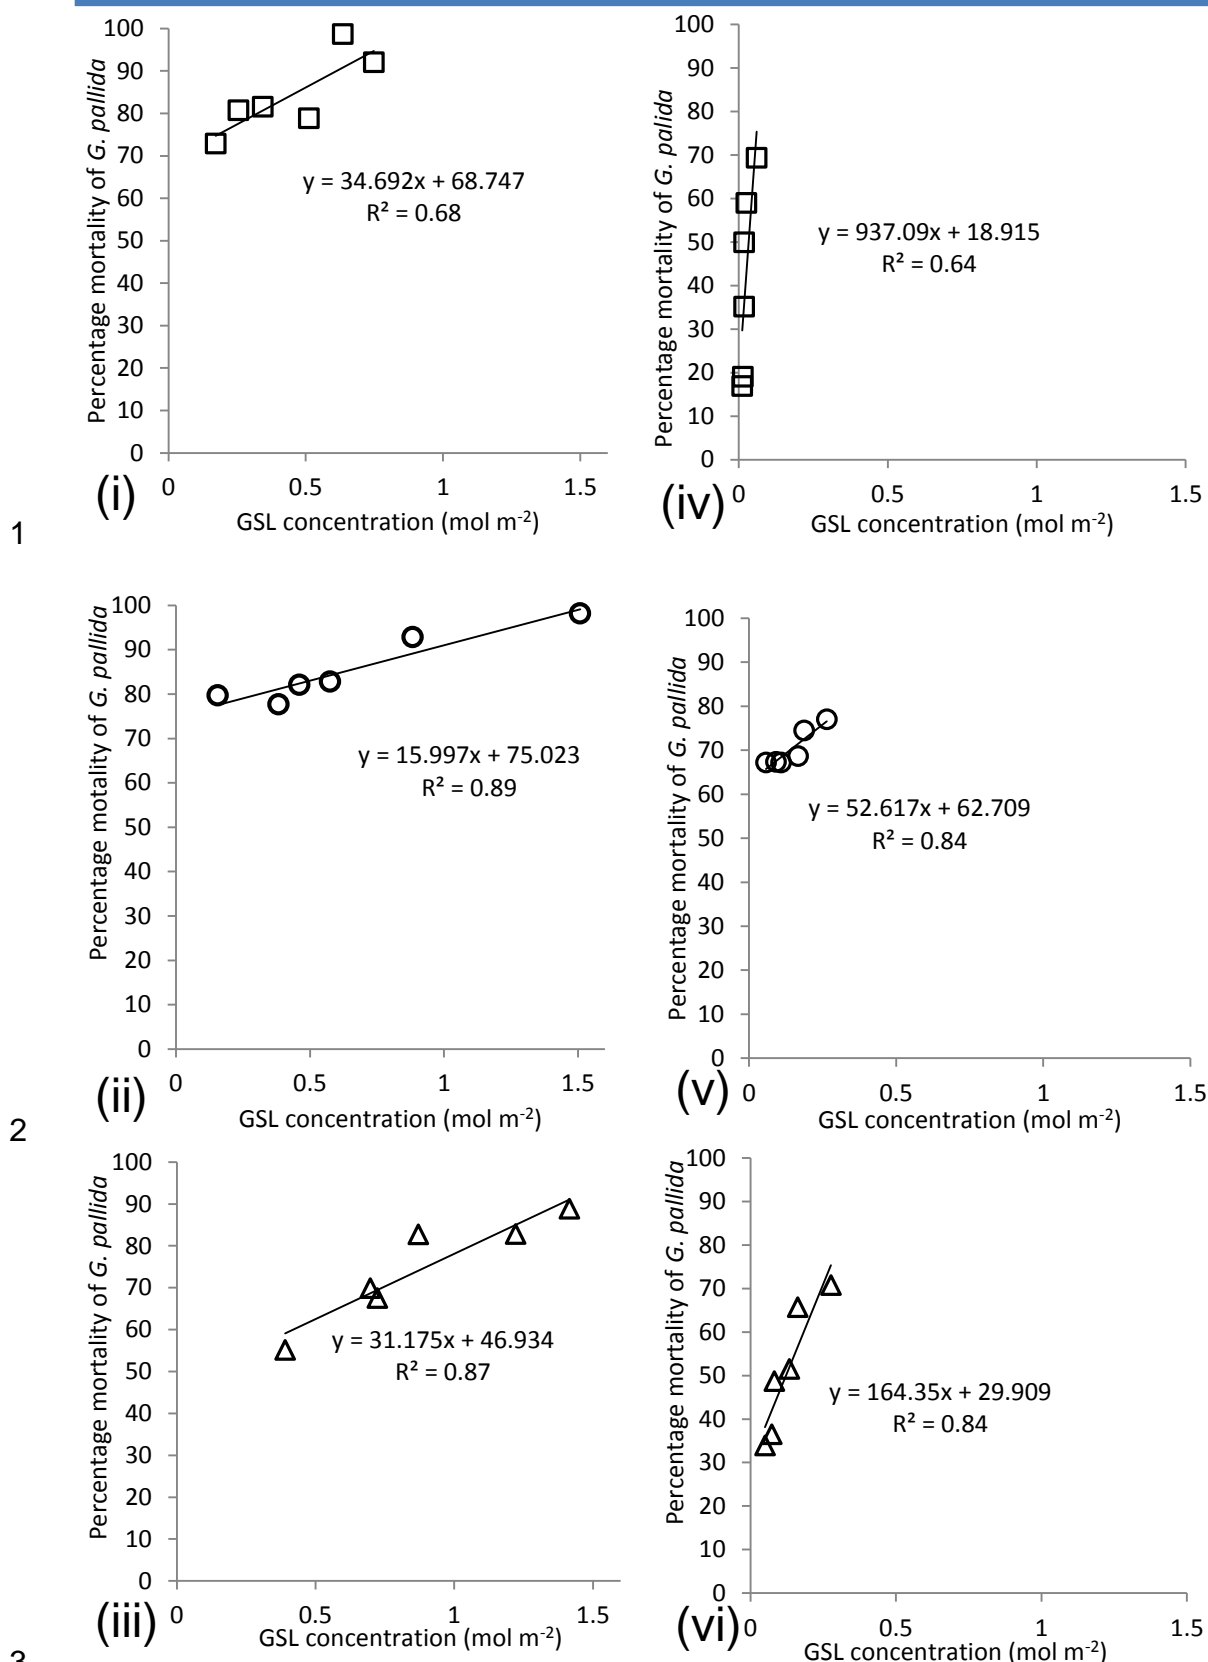 100
90
80
70
60
50
40
30
20
10
0
Percentage mortality of G. pallida
y = 34.692x + 68.747
R² = 0.68
0 0.5 1 1.5
GSL concentration (mol m-2)
(i)
100
90
80
70
60
50
40
30
20
10
0
Percentage mortality of G. palida
y = 937.09x + 18.915
R² = 0.64
0 0.5 1 1.5
GSL concentration (mol m-2)
(iv)
1
100
90
80
70
60
50
40
30
20
10
0
Percentage motality of G. pallida
y = 15.997x + 75.023
R² = 0.89
0 0.5 1 1.5
GSL concentration (mol m-2)
(ii)
100
90
80
70
60
50
40
30
20
10
0
Percentage mortality of G. pallida
y = 52.617x + 62.709
R² = 0.84
0 0.5 1 1.5
GSL concentration (mol m-2)
(v)
2
100
90
80
70
60
50
40
30
20
10
0
Percentage mortality of G. pallida
y = 31.175x + 46.934
R² = 0.87
0 0.5 1 1.5
GSL concentration (mol m-2)
(iii)
100
90
80
70
60
50
40
30
20
10
0
Percentage mortality of G. pallida
y = 164.35x + 29.909
R² = 0.84
0 0.5 1 1.5
GSL concentration (mol m-2)
(vi)
3